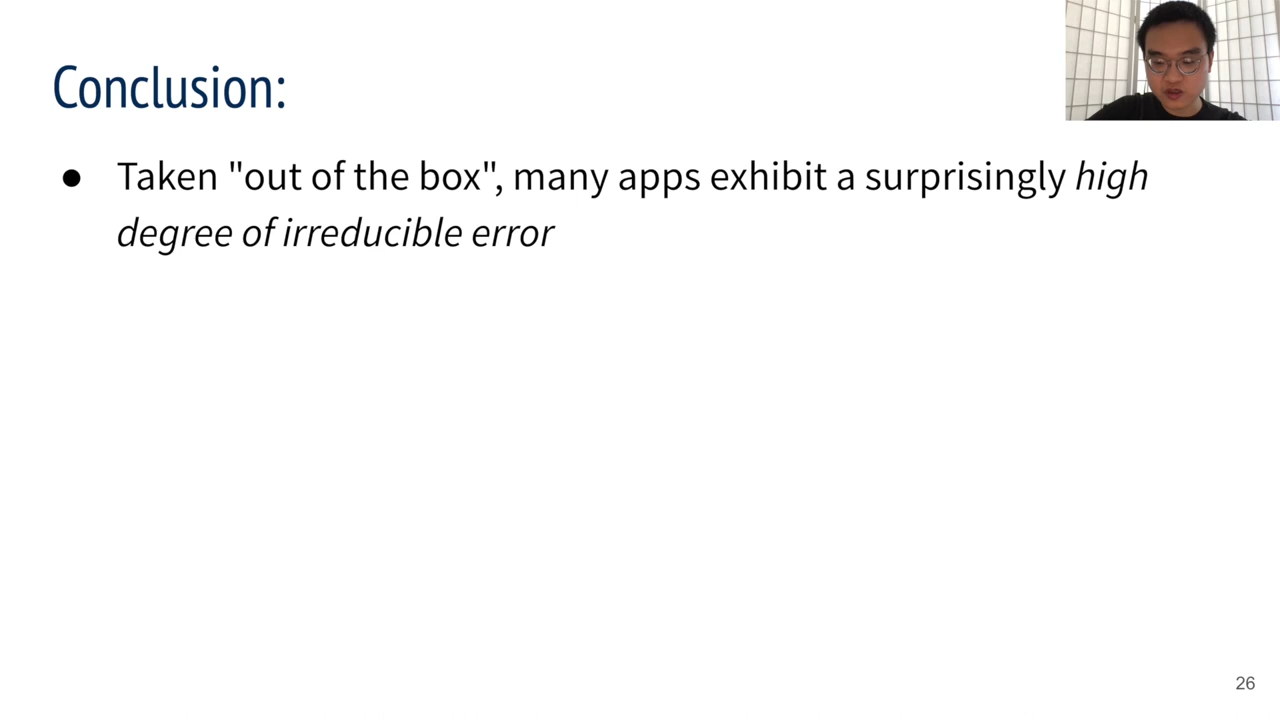 Conclusion:
● Taken "out of the box", many apps exhibit a surprisingly high
degree of irreducible error
26